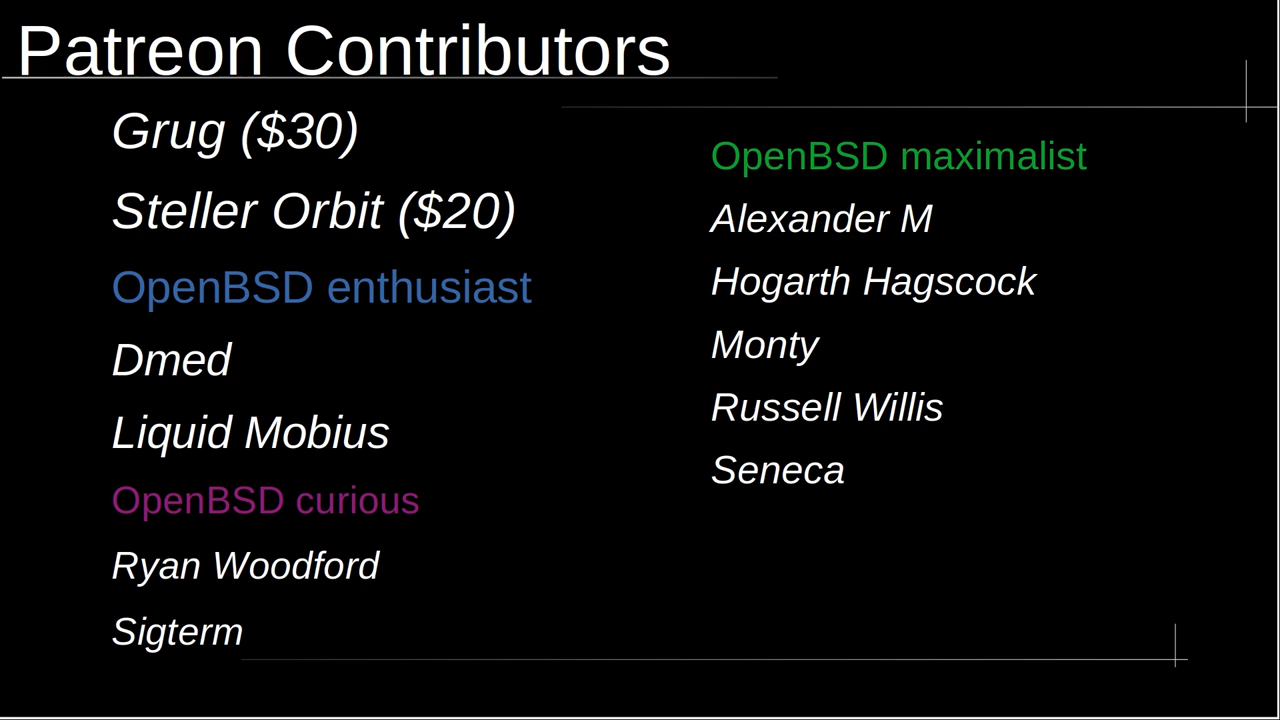 Patreon Contributors
Grug ($30)
Steller Orbit ($20)
OpenBSD enthusiast
Dmed
Liquid Mobius
OpenBSD curious
Ryan Woodford
Sigterm
OpenBSD maximalist
Alexander M
Hogarth Hagscock
Monty
Russell Willis
Seneca